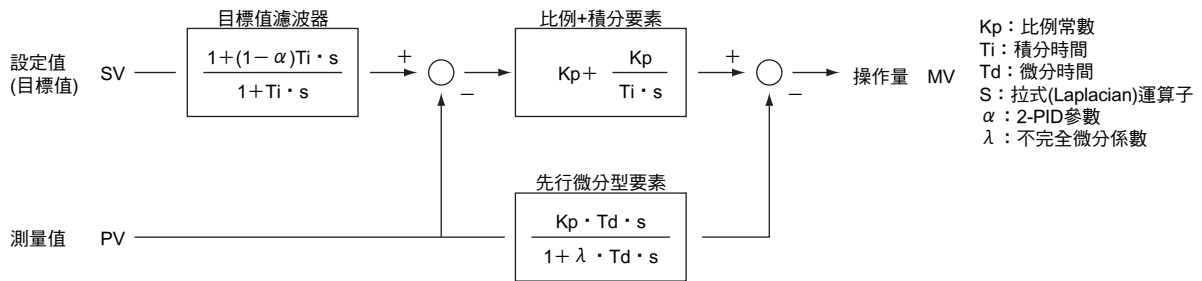 目標值濾波器
1+(1−α)Ti・s
1+Ti・s
比例+積分要素
Kp+
Kp
Ti・s
設定值
(目標值)
SV
+
−
+
−
操作量 MV
Kp：比例常數
Ti：積分時間
Td：微分時間
S：拉式(Laplacian)運算子
α：2-PID參數
λ：不完全微分係數
先行微分型要素
Kp・Td・s
1+λ・Td・s
測量值 PV